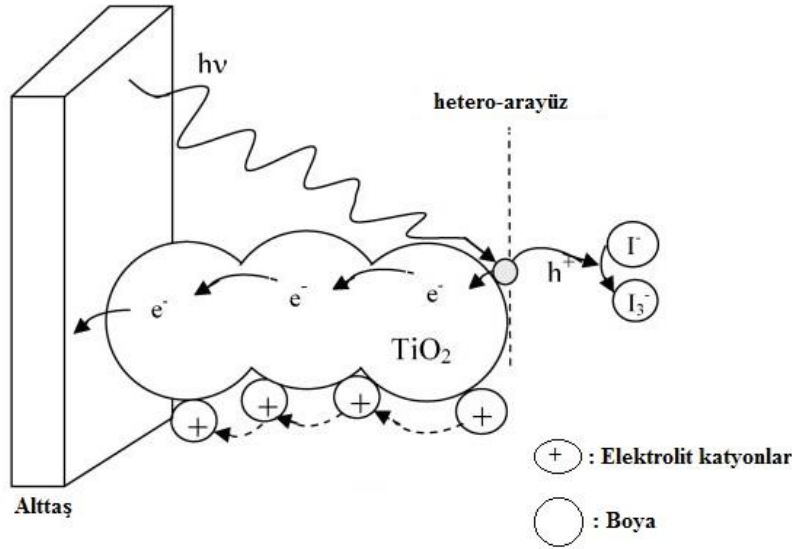 hν
hetero-arayüz
I⁻
h⁺
I₃⁻
e⁻
e⁻
e⁻
TiO₂
+
+
+
+
+ : Elektrolit katyonlar
Alttaş
: Boya